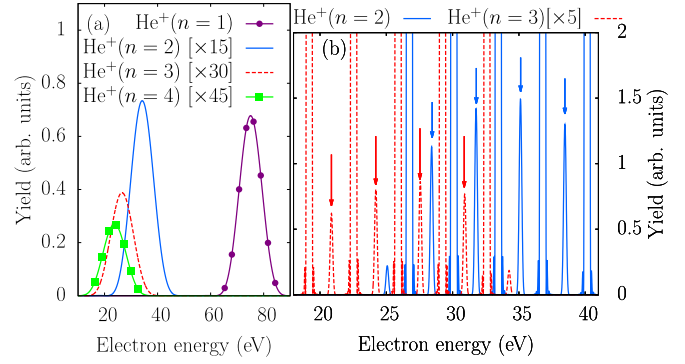 (a) He⁺(n = 1)
He⁺(n = 2) [×15]
He⁺(n = 3) [×30]
He⁺(n = 4) [×45]
1
0.8
0.6
0.4
0.2
0
20 40 60 80
Yield (arb. units)
Electron energy (eV)
He⁺(n = 2) He⁺(n = 3)[×5]
(b)
2
1.5
1
0.5
0
20 25 30 35 40
Yield (arb. units)
Electron energy (eV)